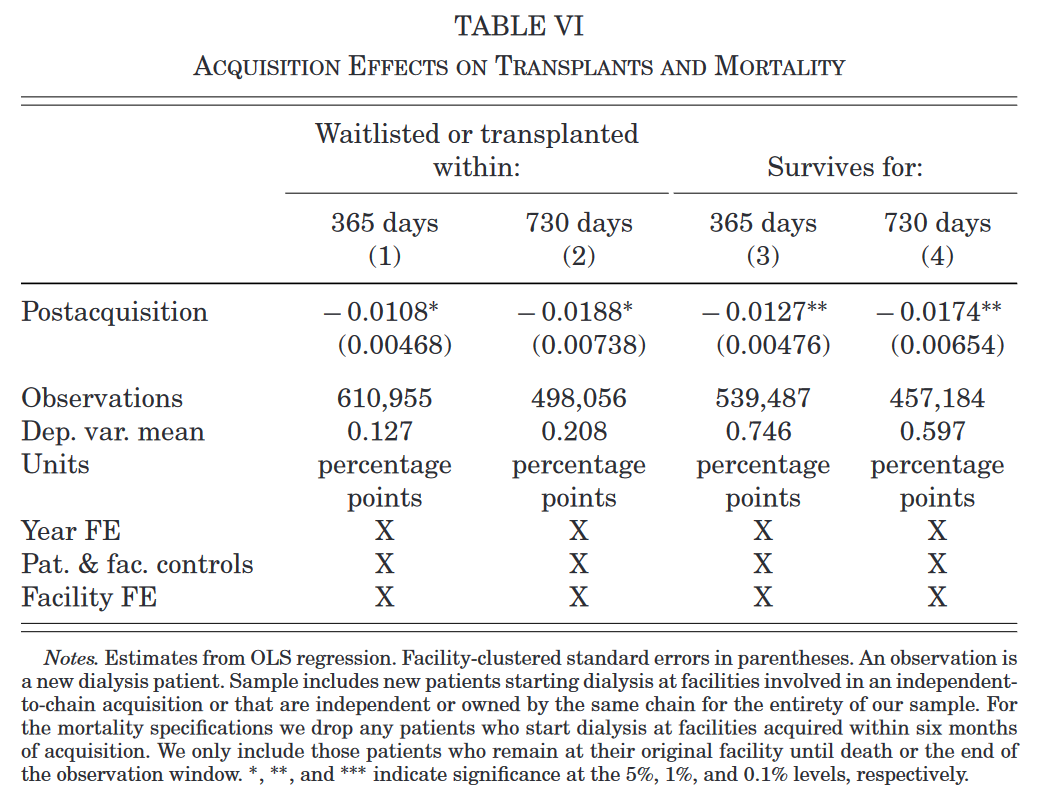 TABLE VI
ACQUISITION EFFECTS ON TRANSPLANTS AND MORTALITY
Waitlisted or transplanted
within: Survives for:
365 days 730 days 365 days 730 days
(1) (2) (3) (4)
Postacquisition −0.0108* −0.0188* −0.0127** −0.0174**
(0.00468) (0.00738) (0.00476) (0.00654)
Observations 610,955 498,056 539,487 457,184
Dep. var. mean 0.127 0.208 0.746 0.597
Units percentage percentage percentage percentage
points points points points
Year FE X X X X
Pat. & fac. controls X X X X
Facility FE X X X X
Notes. Estimates from OLS regression. Facility-clustered standard errors in parentheses. An observation is
a new dialysis patient. Sample includes new patients starting dialysis at facilities involved in an independent-
to-chain acquisition or that are independent or owned by the same chain for the entirety of our sample. For
the mortality specifications we drop any patients who start dialysis at facilities acquired within six months
of acquisition. We only include those patients who remain at their original facility until death or the end of
the observation window. *, **, and *** indicate significance at the 5%, 1%, and 0.1% levels, respectively.